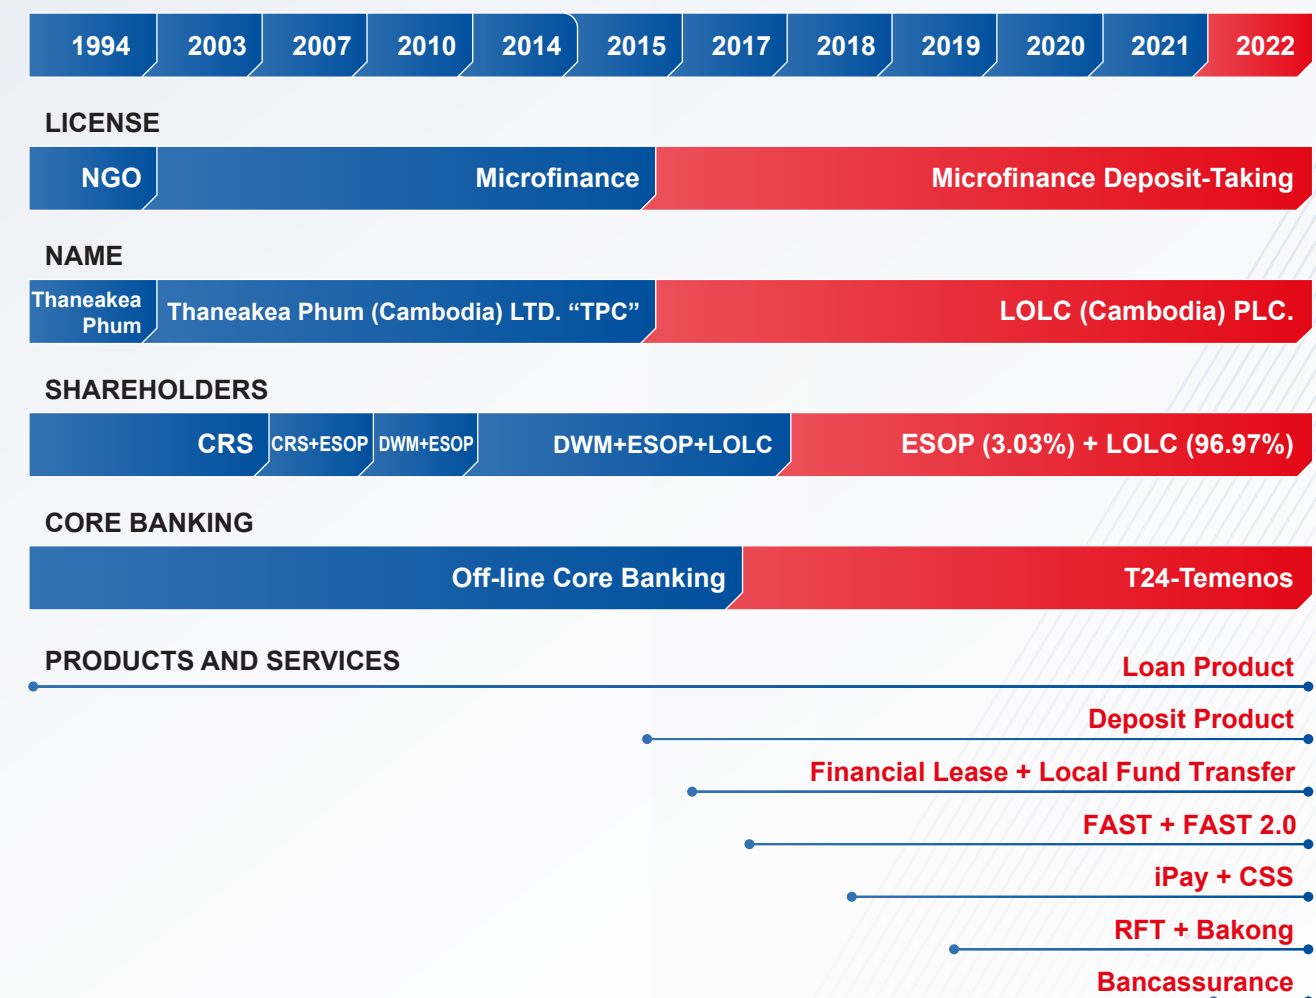 1994 2003 2007 2010 2014 2015 2017 2018 2019 2020 2021 2022
LICENSE
NGO Microfinance Microfinance Deposit-Taking
NAME
Thaneakea
Phum
Thaneakea Phum (Cambodia) LTD. “TPC” LOLC (Cambodia) PLC.
SHAREHOLDERS
CRS CRS+ESOP DWM+ESOP DWM+ESOP+LOLC ESOP (3.03%) + LOLC (96.97%)
CORE BANKING
Off-line Core Banking T24-Temenos
PRODUCTS AND SERVICES
Loan Product
Deposit Product
Financial Lease + Local Fund Transfer
FAST + FAST 2.0
iPay + CSS
RFT + Bakong
Bancassurance